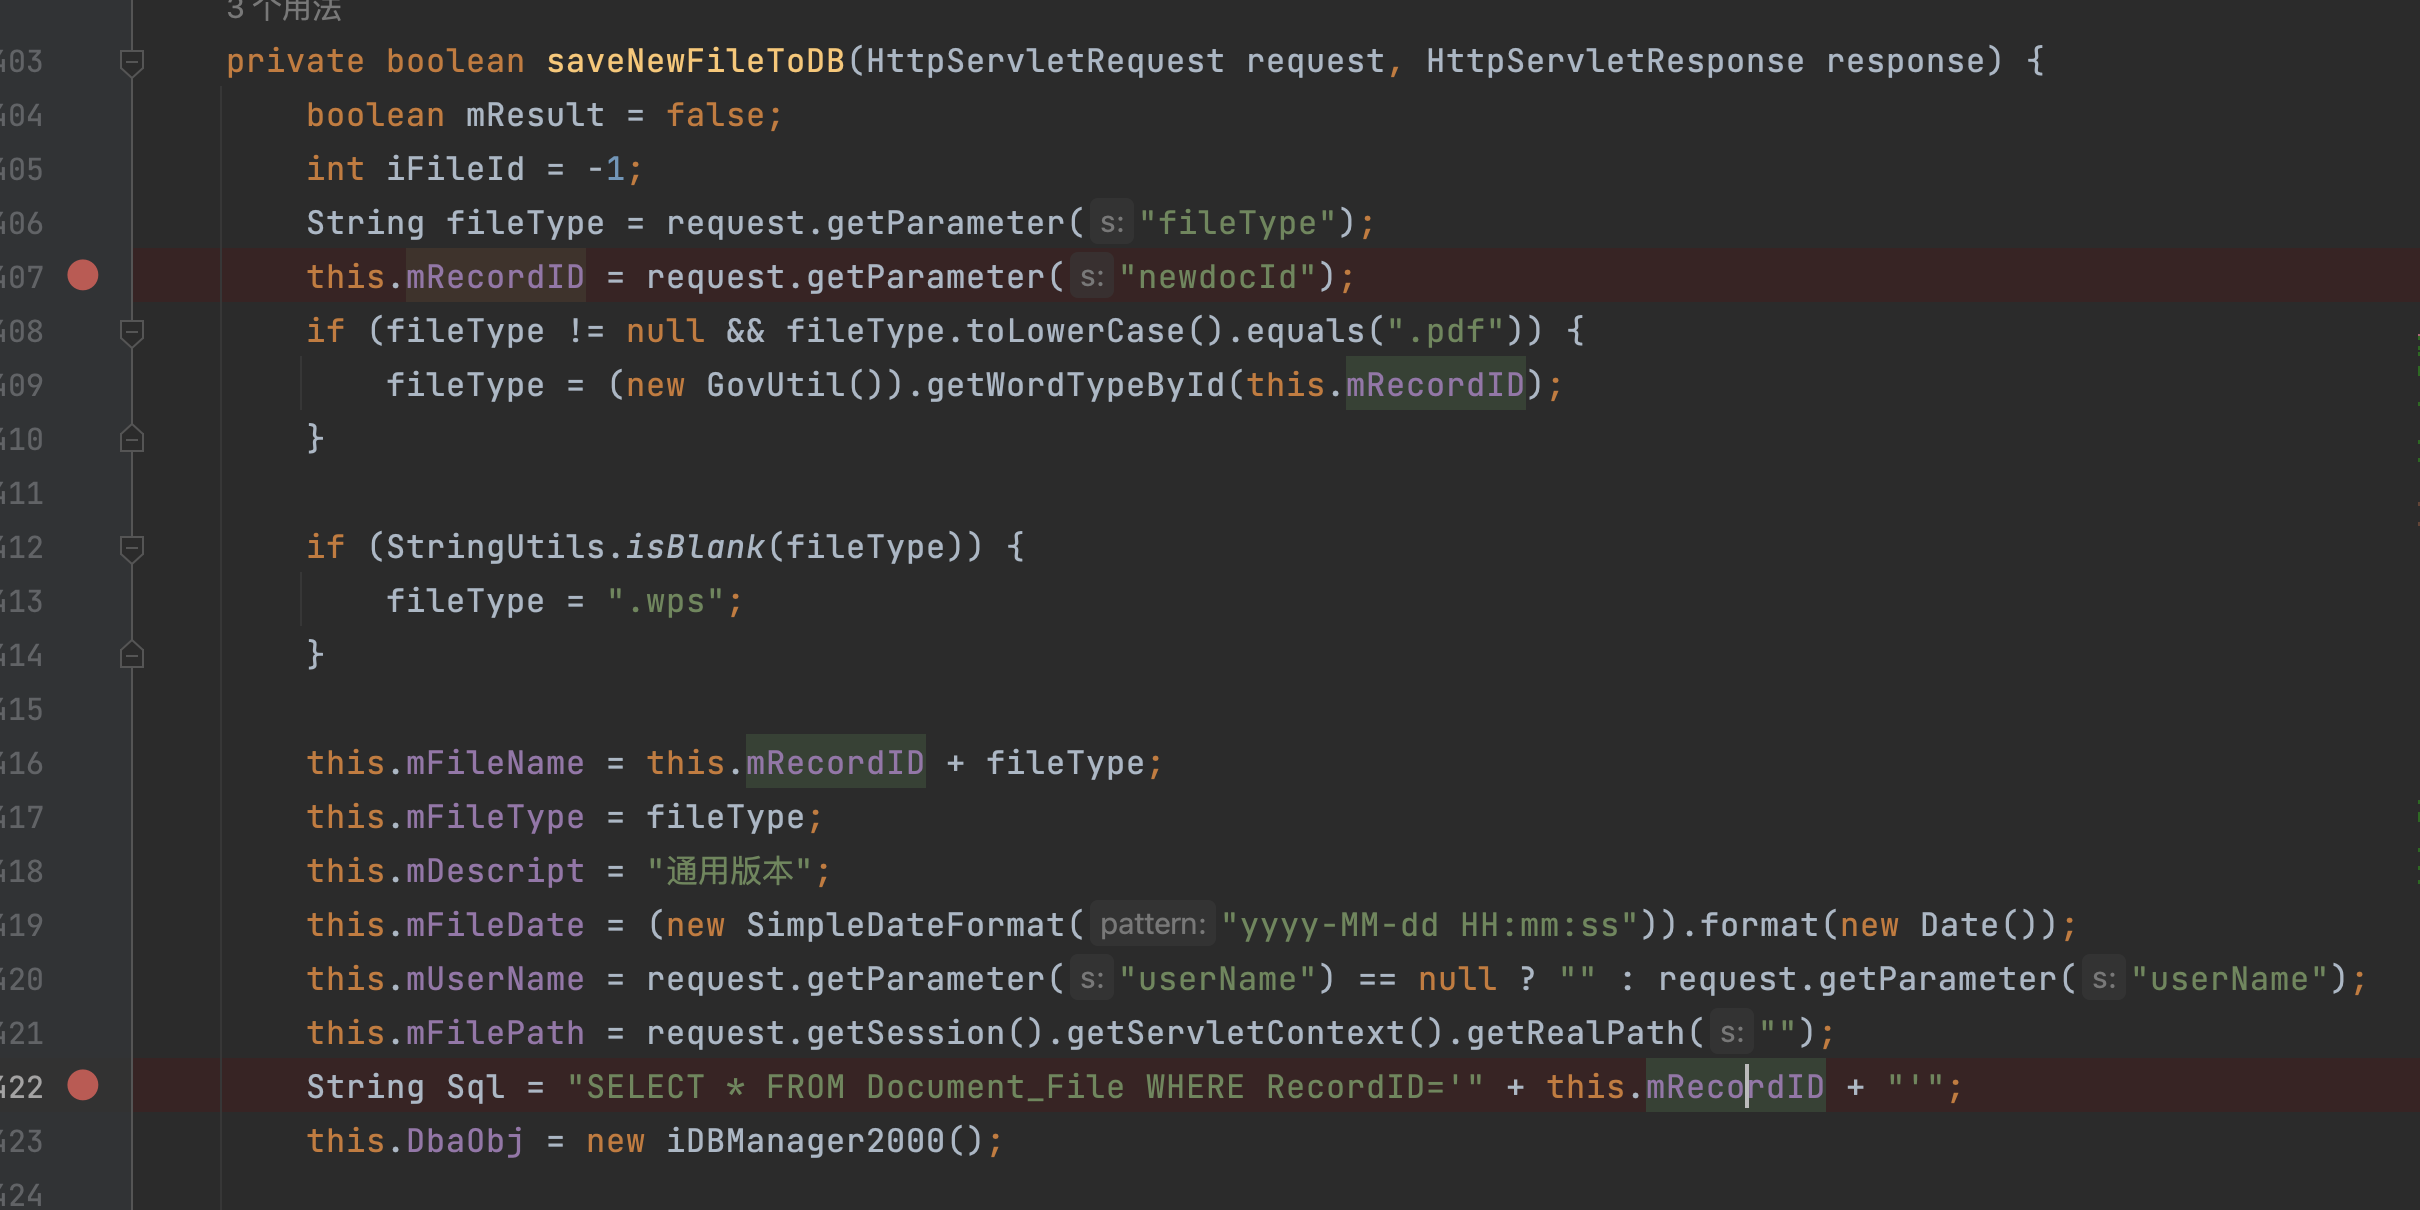 3 个用法
403 private boolean saveNewFileToDB(HttpServletRequest request, HttpServletResponse response) {
404 boolean mResult = false;
405 int iFileId = -1;
406 String fileType = request.getParameter( s: "fileType");
407 this.mRecordID = request.getParameter( s: "newdocId");
408 if (fileType != null && fileType.toLowerCase().equals(".pdf")) {
409 fileType = (new GovUtil()).getWordTypeById(this.mRecordID);
410 }
411
412 if (StringUtils.isBlank(fileType)) {
413 fileType = ".wps";
414 }
415
416 this.mFileName = this.mRecordID + fileType;
417 this.mFileType = fileType;
418 this.mDescript = "通用版本";
419 this.mFileDate = (new SimpleDateFormat( pattern: "yyyy-MM-dd HH:mm:ss")).format(new Date());
420 this.mUserName = request.getParameter( s: "userName") == null ? "" : request.getParameter( s: "userName");
421 this.mFilePath = request.getSession().getServletContext().getRealPath( s: "");
422 String Sql = "SELECT * FROM Document_File WHERE RecordID='" + this.mRecordID + "'";
423 this.DbaObj = new iDBManager2000();
424